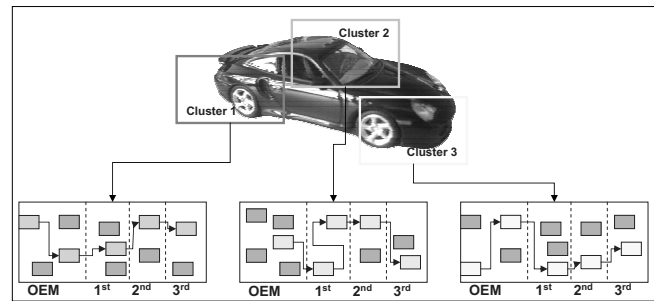 Cluster 2
Cluster 1
Cluster 3
OEM 1st 2nd 3rd
OEM 1st 2nd 3rd
OEM 1st 2nd 3rd